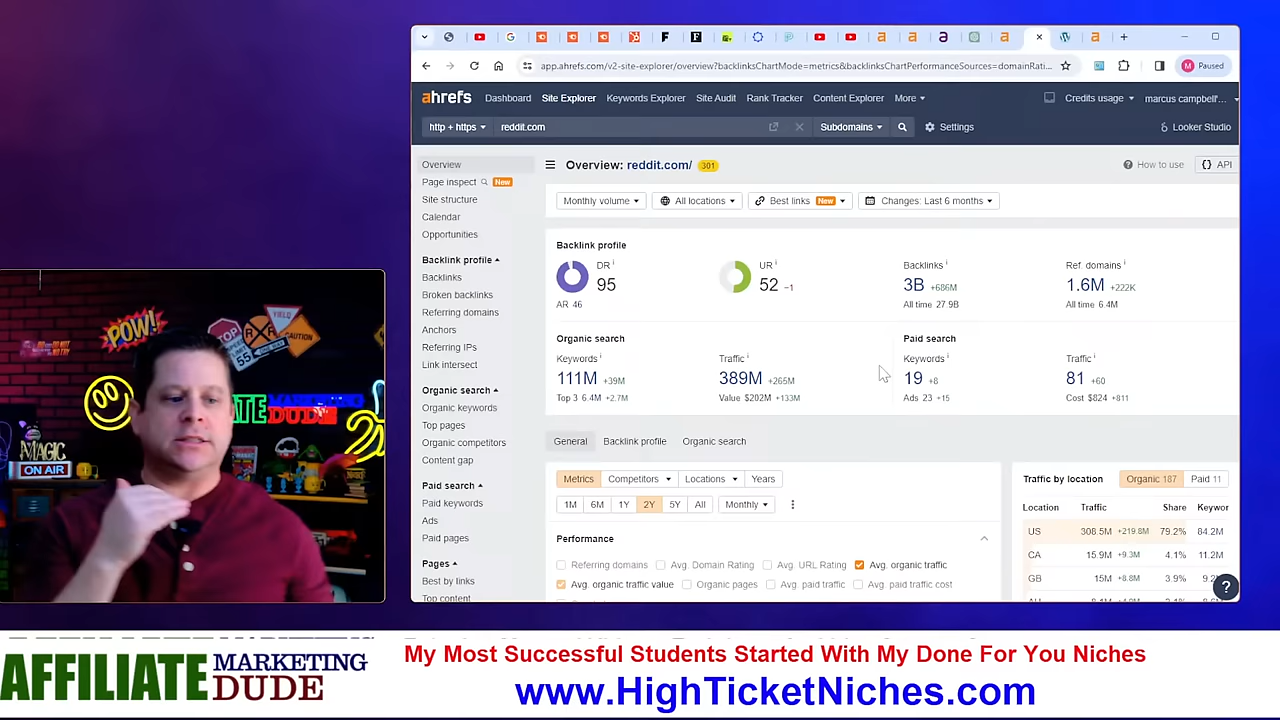 app.ahrefs.com/v2-site-explorer/overview?backlinksChartMode=metrics&backlinksChartPerformanceSources=domainRati...
M Paused
ahrefs Dashboard Site Explorer Keywords Explorer Site Audit Rank Tracker Content Explorer More Credits usage marcus campbell'...
http + https reddit.com Subdomains Settings Looker Studio
Overview
Page inspect New
Site structure
Calendar
Opportunities
Backlink profile
Backlinks
Broken backlinks
Referring domains
Anchors
Referring IPs
Link intersect
Organic search
Organic keywords
Top pages
Organic competitors
Content gap
Paid search
Paid keywords
Ads
Paid pages
Pages
Best by links
Top content
Overview: reddit.com/ 301 How to use {} API
Monthly volume All locations Best links New Changes: Last 6 months
Backlink profile
DR i UR i Backlinks i Ref. domains i
95 52 −1 3B +686M 1.6M +222K
AR 46 All time 27.9B All time 6.4M
Organic search Paid search
Keywords i Traffic i Keywords i Traffic i
111M +39M 389M +265M 19 +8 81 +60
Top 3 6.4M +2.7M Value $202M +133M Ads 23 +15 Cost $824 +811
General Backlink profile Organic search
Metrics Competitors Locations Years
1M 6M 1Y 2Y 5Y All Monthly
Performance
Referring domains Avg. Domain Rating Avg. URL Rating Avg. organic traffic
Avg. organic traffic value Organic pages Avg. paid traffic Avg. paid traffic cost
Traffic by location Organic 187 Paid 11
Location Traffic Share Keywor
US 308.5M +219.8M 79.2% 84.2M
CA 15.9M +9.3M 4.1% 11.2M
GB 15M +8.8M 3.9%
?
POW!
STOP
YIELD
CAUTION
SPEED
55
MAGIC
ON AIR
AFFILIATE MARKETING
DUDE
My Most Successful Students Started With My Done For You Niches
www.HighTicketNiches.com